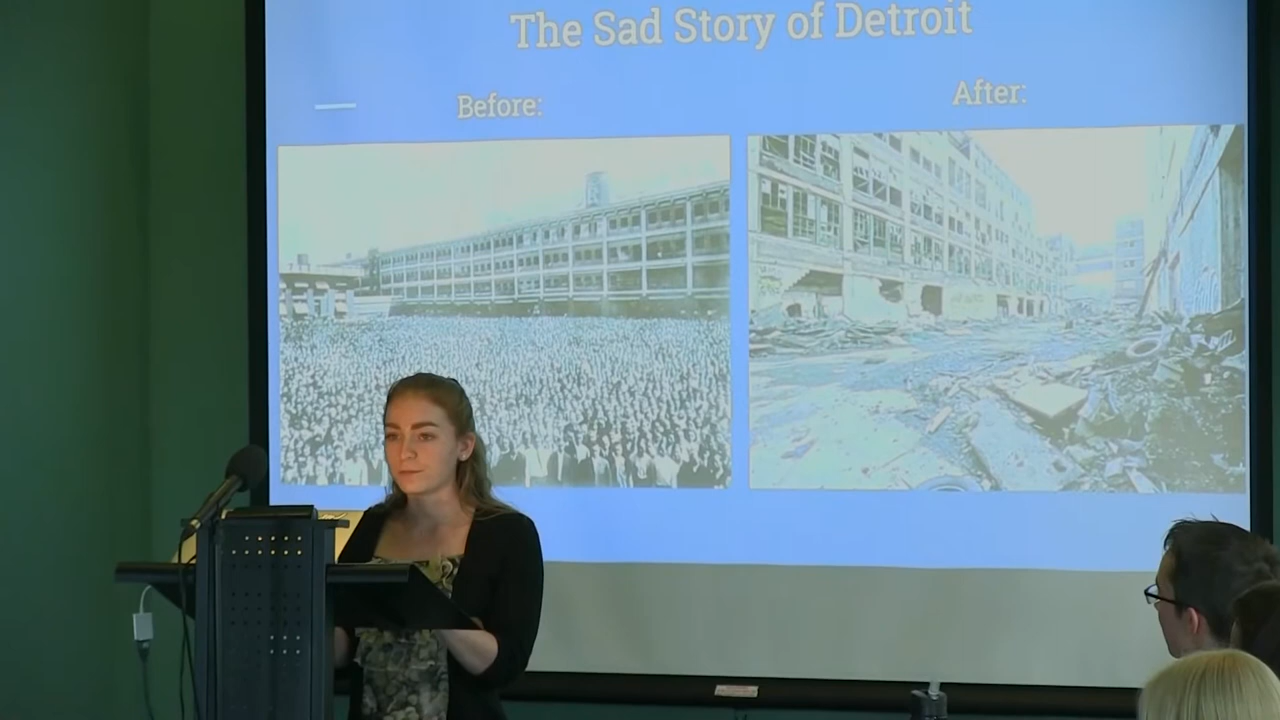 The Sad Story of Detroit
Before:
After: